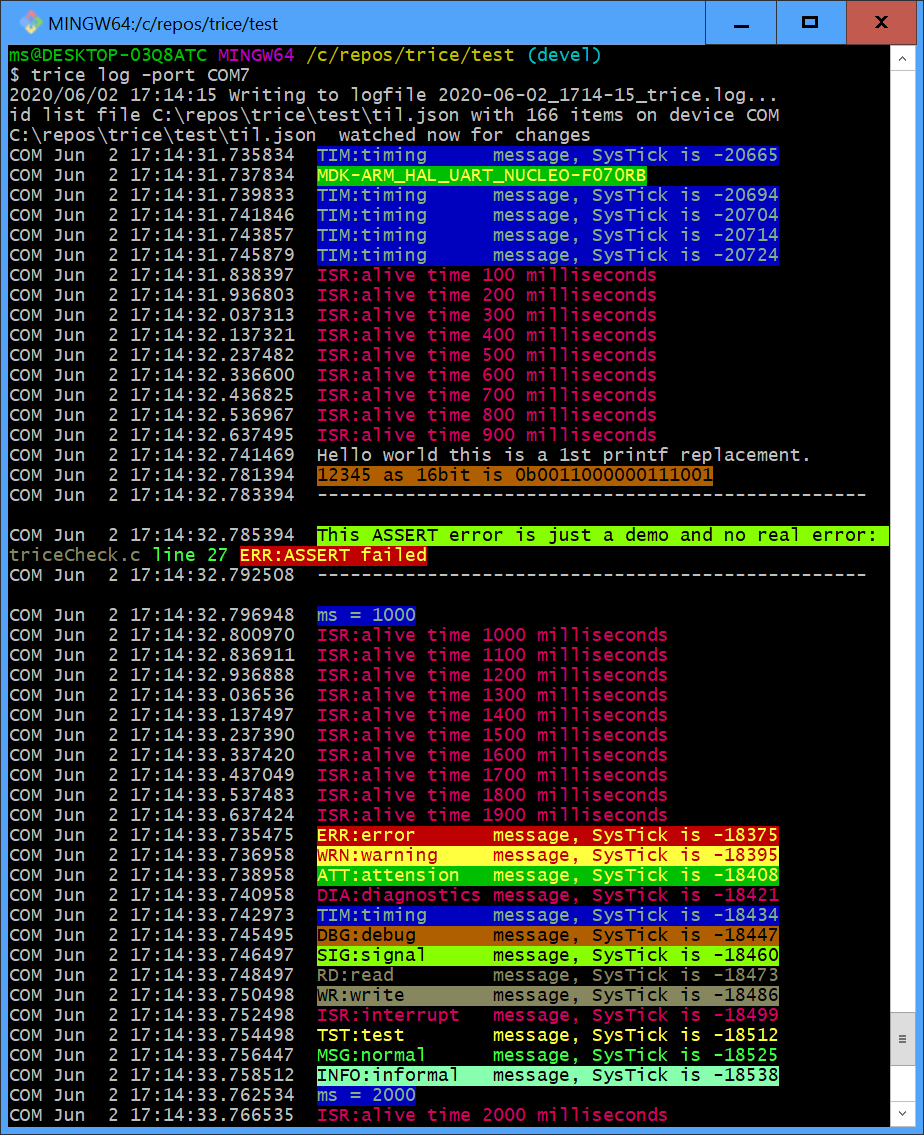 MINGW64:/c/repos/trice/test
ms@DESKTOP-O3Q8ATC MINGW64 /c/repos/trice/test (devel)
$ trice log -port COM7
2020/06/02 17:14:15 Writing to logfile 2020-06-02_1714-15_trice.log...
id list file C:\repos\trice\test\til.json with 166 items on device COM
C:\repos\trice\test\til.json  watched now for changes
COM Jun  2 17:14:31.735834  TIM:timing      message, SysTick is -20665
COM Jun  2 17:14:31.737834  MDK-ARM_HAL_UART_NUCLEO-F070RB
COM Jun  2 17:14:31.739833  TIM:timing      message, SysTick is -20694
COM Jun  2 17:14:31.741846  TIM:timing      message, SysTick is -20704
COM Jun  2 17:14:31.743857  TIM:timing      message, SysTick is -20714
COM Jun  2 17:14:31.745879  TIM:timing      message, SysTick is -20724
COM Jun  2 17:14:31.838397  ISR:alive time 100 milliseconds
COM Jun  2 17:14:31.936803  ISR:alive time 200 milliseconds
COM Jun  2 17:14:32.037313  ISR:alive time 300 milliseconds
COM Jun  2 17:14:32.137321  ISR:alive time 400 milliseconds
COM Jun  2 17:14:32.237482  ISR:alive time 500 milliseconds
COM Jun  2 17:14:32.336600  ISR:alive time 600 milliseconds
COM Jun  2 17:14:32.436825  ISR:alive time 700 milliseconds
COM Jun  2 17:14:32.536967  ISR:alive time 800 milliseconds
COM Jun  2 17:14:32.637495  ISR:alive time 900 milliseconds
COM Jun  2 17:14:32.741469  Hello world this is a 1st printf replacement.
COM Jun  2 17:14:32.781394  12345 as 16bit is 0b0011000000111001
COM Jun  2 17:14:32.783394  --------------------------------------------------
COM Jun  2 17:14:32.785394  This ASSERT error is just a demo and no real error:
triceCheck.c line 27 ERR:ASSERT failed
COM Jun  2 17:14:32.792508  --------------------------------------------------
COM Jun  2 17:14:32.796948  ms = 1000
COM Jun  2 17:14:32.800970  ISR:alive time 1000 milliseconds
COM Jun  2 17:14:32.836911  ISR:alive time 1100 milliseconds
COM Jun  2 17:14:32.936888  ISR:alive time 1200 milliseconds
COM Jun  2 17:14:33.036536  ISR:alive time 1300 milliseconds
COM Jun  2 17:14:33.137497  ISR:alive time 1400 milliseconds
COM Jun  2 17:14:33.237390  ISR:alive time 1500 milliseconds
COM Jun  2 17:14:33.337420  ISR:alive time 1600 milliseconds
COM Jun  2 17:14:33.437049  ISR:alive time 1700 milliseconds
COM Jun  2 17:14:33.537483  ISR:alive time 1800 milliseconds
COM Jun  2 17:14:33.637424  ISR:alive time 1900 milliseconds
COM Jun  2 17:14:33.735475  ERR:error       message, SysTick is -18375
COM Jun  2 17:14:33.736958  WRN:warning     message, SysTick is -18395
COM Jun  2 17:14:33.738958  ATT:attension   message, SysTick is -18408
COM Jun  2 17:14:33.740958  DIA:diagnostics message, SysTick is -18421
COM Jun  2 17:14:33.742973  TIM:timing      message, SysTick is -18434
COM Jun  2 17:14:33.745495  DBG:debug       message, SysTick is -18447
COM Jun  2 17:14:33.746497  SIG:signal      message, SysTick is -18460
COM Jun  2 17:14:33.748497  RD:read         message, SysTick is -18473
COM Jun  2 17:14:33.750498  WR:write        message, SysTick is -18486
COM Jun  2 17:14:33.752498  ISR:interrupt   message, SysTick is -18499
COM Jun  2 17:14:33.754498  TST:test        message, SysTick is -18512
COM Jun  2 17:14:33.756447  MSG:normal      message, SysTick is -18525
COM Jun  2 17:14:33.758512  INFO:informal   message, SysTick is -18538
COM Jun  2 17:14:33.762534  ms = 2000
COM Jun  2 17:14:33.766535  ISR:alive time 2000 milliseconds